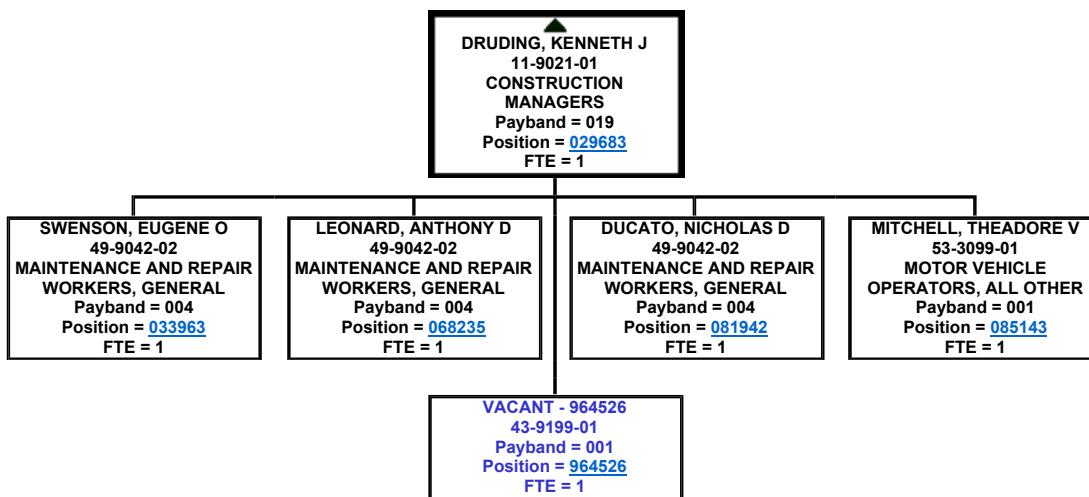 DRUDING, KENNETH J
11-9021-01
CONSTRUCTION
MANAGERS
Payband = 019
Position = 029683
FTE = 1
SWENSON, EUGENE O
49-9042-02
MAINTENANCE AND REPAIR
WORKERS, GENERAL
Payband = 004
Position = 033963
FTE = 1
LEONARD, ANTHONY D
49-9042-02
MAINTENANCE AND REPAIR
WORKERS, GENERAL
Payband = 004
Position = 068235
FTE = 1
DUCATO, NICHOLAS D
49-9042-02
MAINTENANCE AND REPAIR
WORKERS, GENERAL
Payband = 004
Position = 081942
FTE = 1
MITCHELL, THEADORE V
53-3099-01
MOTOR VEHICLE
OPERATORS, ALL OTHER
Payband = 001
Position = 085143
FTE = 1
VACANT - 964526
43-9199-01
Payband = 001
Position = 964526
FTE = 1